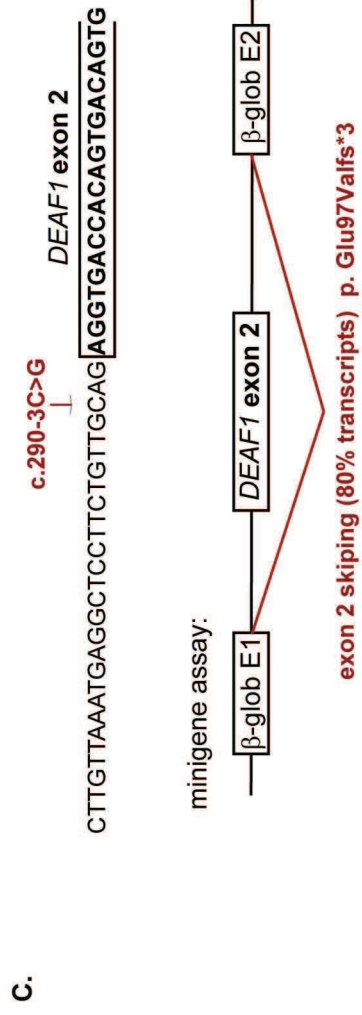 C.
c.290-3C>G
DEAF1 exon 2
CTTGTTAAATGAGGCTCCTTCTGTTGCAG AGGTGACCACAGTGACAGTG
minigene assay:
β-glob E1 DEAF1 exon 2 β-glob E2
exon 2 skiping (80% transcripts) p. Glu97Valfs*3